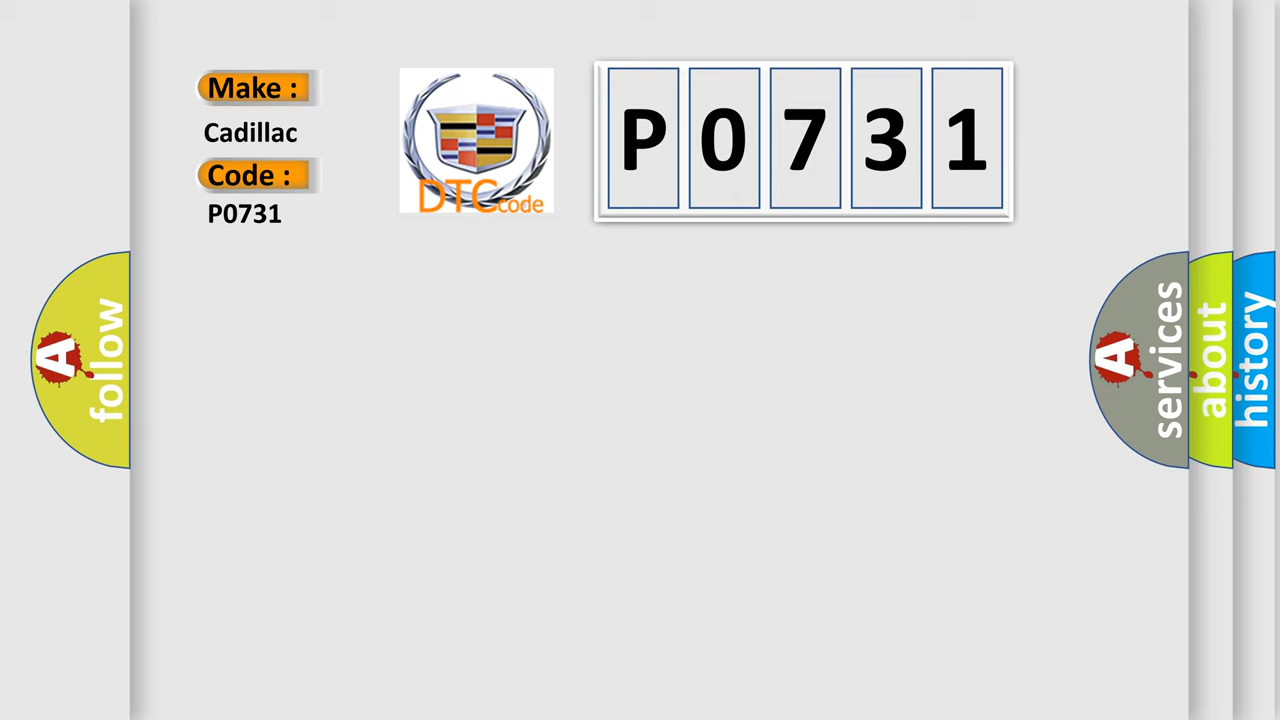 Make :
Cadillac
Code :
P0731
DTCcode
P 0 7 3 1
A follow
A services
about
history